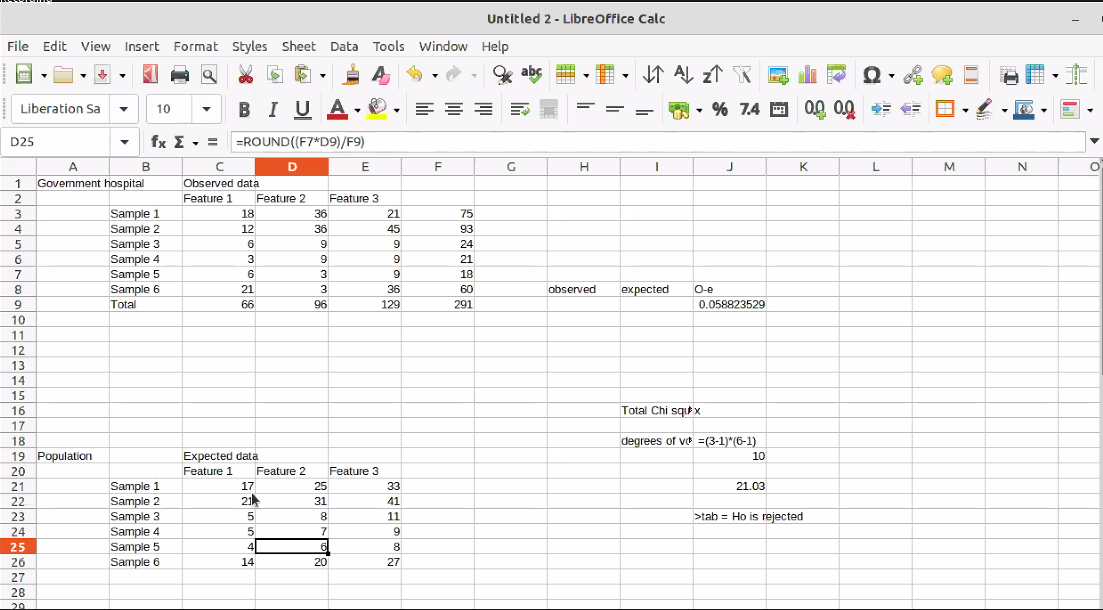 Untitled 2 - LibreOffice Calc
File Edit View Insert Format Styles Sheet Data Tools Window Help
Liberation Sa 10
D25 =ROUND((F7*D9)/F9)
A B C D E F G H I J K L M N O
1 Government hospital Observed data
2 Feature 1 Feature 2 Feature 3
3 Sample 1 18 36 21 75
4 Sample 2 12 36 45 93
5 Sample 3 6 9 9 24
6 Sample 4 3 9 9 21
7 Sample 5 6 3 9 18
8 Sample 6 21 3 36 60 observed expected O-e
9 Total 66 96 129 291 0.058823529
10
11
12
13
14
15
16 Total Chi squ x
17
18 degrees of =(3-1)*(6-1)
19 Population Expected data 10
20 Feature 1 Feature 2 Feature 3
21 Sample 1 17 25 33 21.03
22 Sample 2 21 31 41
23 Sample 3 5 8 11 >tab = Ho is rejected
24 Sample 4 5 7 9
25 Sample 5 4 6 8
26 Sample 6 14 20 27
27
28
29